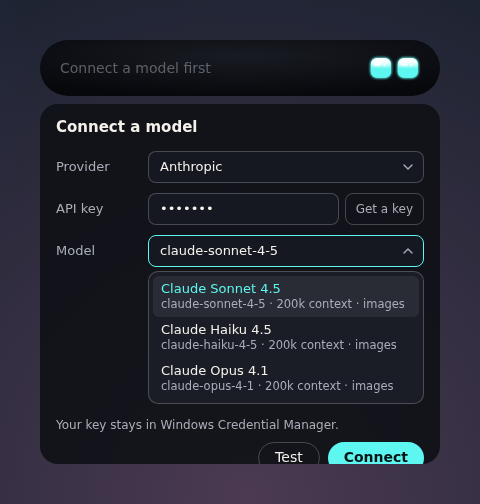 Connect a model first
Connect a model
Provider
Anthropic
API key
•••••••
Get a key
Model
claude-sonnet-4-5
Claude Sonnet 4.5
claude-sonnet-4-5 · 200k context · images
Claude Haiku 4.5
claude-haiku-4-5 · 200k context · images
Claude Opus 4.1
claude-opus-4-1 · 200k context · images
Your key stays in Windows Credential Manager.
Test
Connect